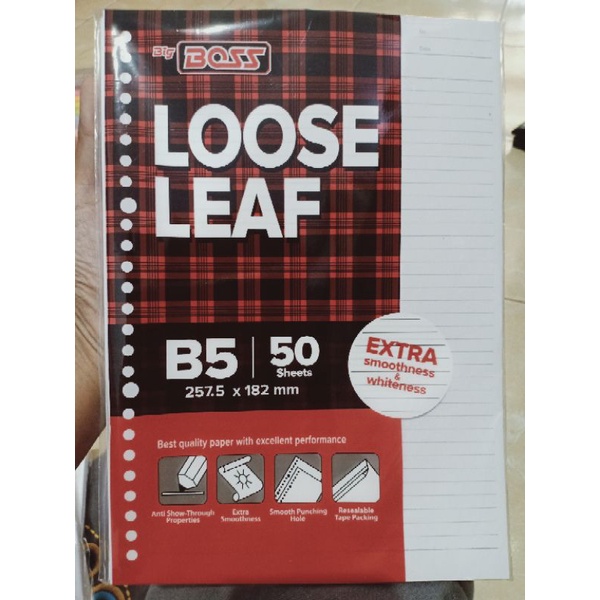 Big BOSS
LOOSE
LEAF
B5 | 50
Sheets
257.5 x 182 mm
EXTRA
smoothness
&
whiteness
Best quality paper with excellent performance
Anti Show-Through
Properties
Extra
Smoothness
Smooth Punching
Hole
Resealable
Tape Packing